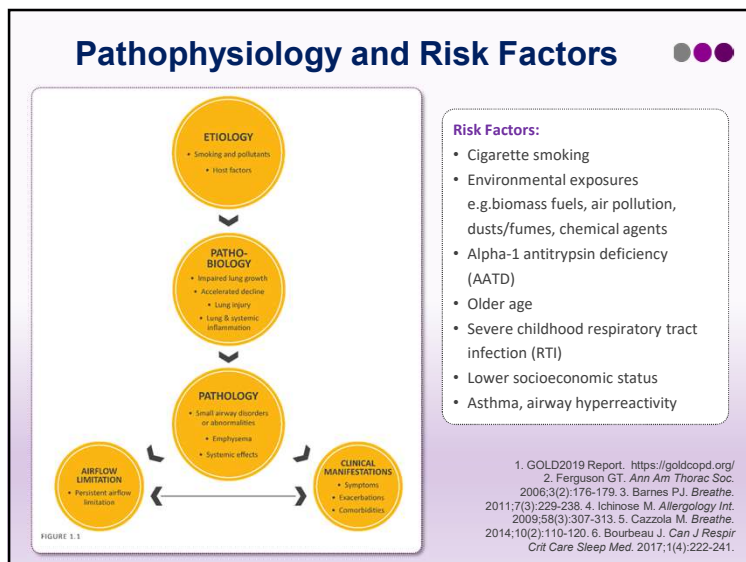 Pathophysiology and Risk Factors
ETIOLOGY
• Smoking and pollutants
• Host factors
PATHO-
BIOLOGY
• Impaired lung growth
• Accelerated decline
• Lung injury
• Lung & systemic
inflammation
PATHOLOGY
• Small airway disorders
or abnormalities
• Emphysema
• Systemic effects
AIRFLOW
LIMITATION
• Persistent airflow
limitation
CLINICAL
MANIFESTATIONS
• Symptoms
• Exacerbations
• Comorbidities
FIGURE 1.1
Risk Factors:
• Cigarette smoking
• Environmental exposures
e.g.biomass fuels, air pollution,
dusts/fumes, chemical agents
• Alpha-1 antitrypsin deficiency
(AATD)
• Older age
• Severe childhood respiratory tract
infection (RTI)
• Lower socioeconomic status
• Asthma, airway hyperreactivity
1. GOLD2019 Report. https://goldcopd.org/
2. Ferguson GT. Ann Am Thorac Soc.
2006;3(2):176-179. 3. Barnes PJ. Breathe.
2011;7(3):229-238. 4. Ichinose M. Allergology Int.
2009;58(3):307-313. 5. Cazzola M. Breathe.
2014;10(2):110-120. 6. Bourbeau J. Can J Respir
Crit Care Sleep Med. 2017;1(4):222-241.